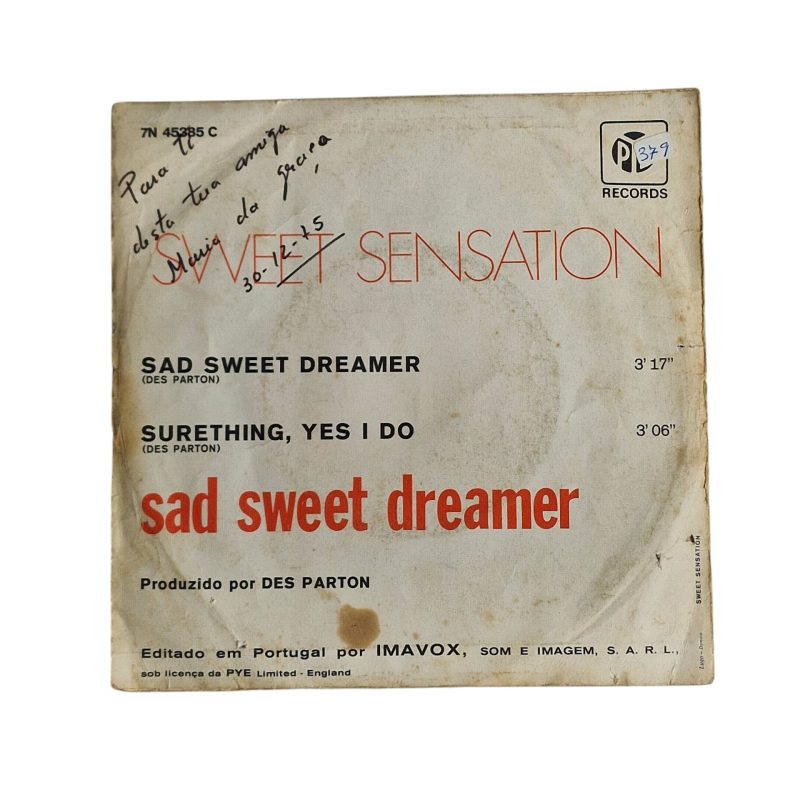 7N 45385 C
Para ti
desta tua amiga
Maria da graça
30-12-75
PYE
379
RECORDS
SWEET SENSATION
SAD SWEET DREAMER 3'17"
(DES PARTON)
SURETHING, YES I DO 3'06"
(DES PARTON)
sad sweet dreamer
Produzido por DES PARTON
Editado em Portugal por IMAVOX, SOM E IMAGEM, S. A. R. L.,
sob licença da PYE Limited - England
SWEET SENSATION